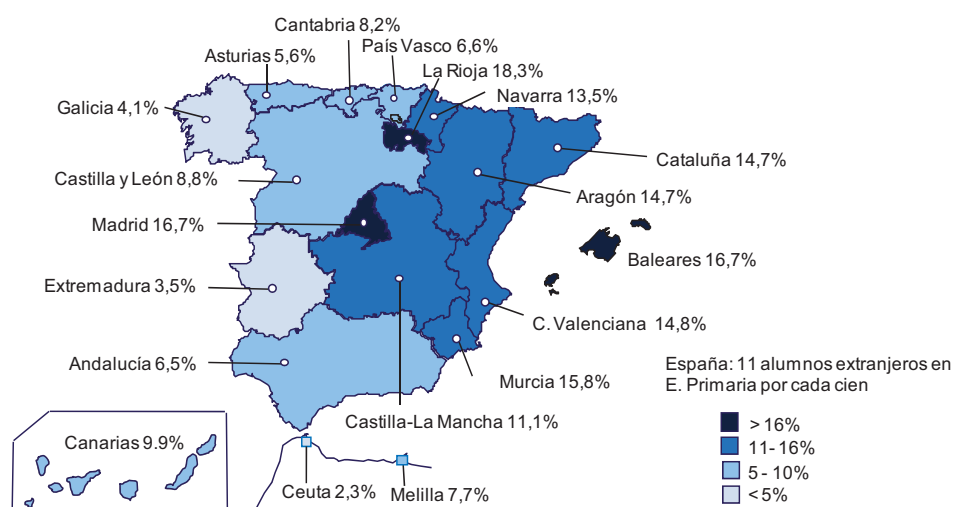 Cantabria 8,2%
País Vasco 6,6%
Asturias 5,6%
La Rioja 18,3%
Galicia 4,1%
Navarra 13,5%
Cataluña 14,7%
Castilla y León 8,8%
Aragón 14,7%
Madrid 16,7%
Baleares 16,7%
Extremadura 3,5%
C. Valenciana 14,8%
Andalucía 6,5%
Murcia 15,8%
España: 11 alumnos extranjeros en
E. Primaria por cada cien
Castilla-La Mancha 11,1%
Canarias 9.9%
Ceuta 2,3%
Melilla 7,7%
> 16%
11- 16%
5 - 10%
< 5%